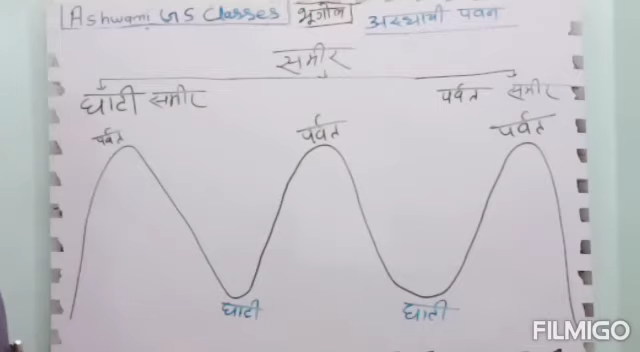 Ashwani GS Classes भूगोल अस्थायी पवन
समीर
घाटी समीर पर्वत समीर
पर्वत पर्वत पर्वत
घाटी घाटी
FILMIGO